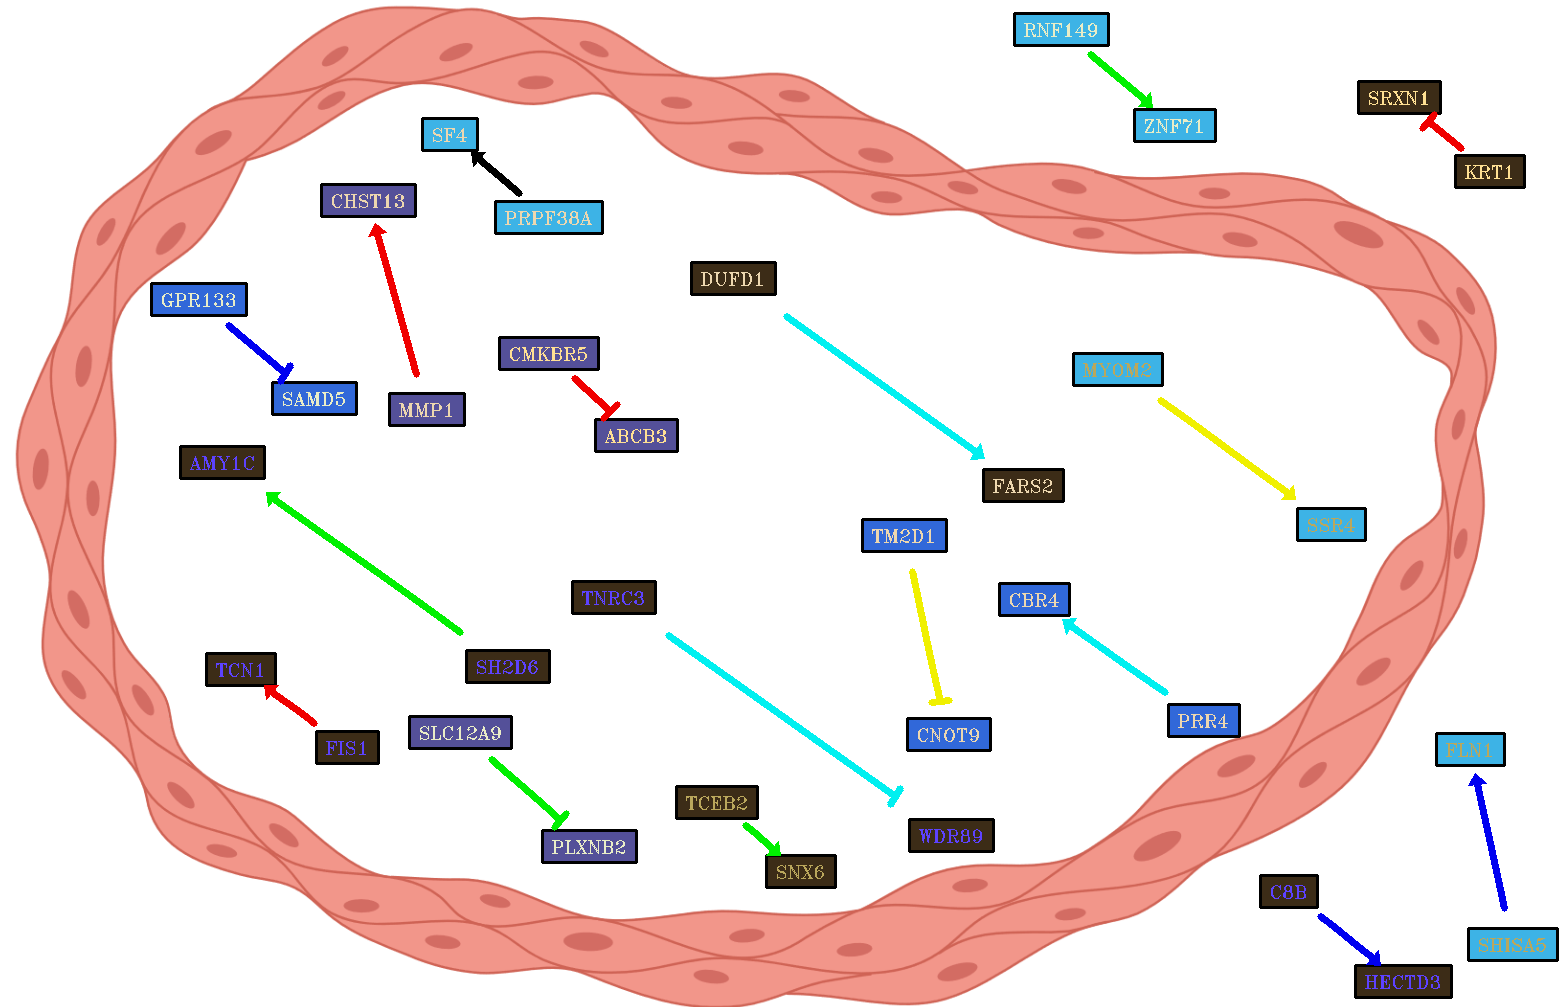 RNF149
SRXN1
ZNF71
SF4
KRT1
CHST13
PRPF38A
DUFD1
GPR133
CMKBR5
MYOM2
SAMD5
MMP1
ABCB3
AMY1C
FARS2
SSR4
TM2D1
TNRC3
CBR4
TCN1
SH2D6
PRR4
SLC12A9
CNOT9
FIS1
FLN1
TCEB2
WDR89
PLXNB2
SNX6
C8B
SHISA5
HECTD3